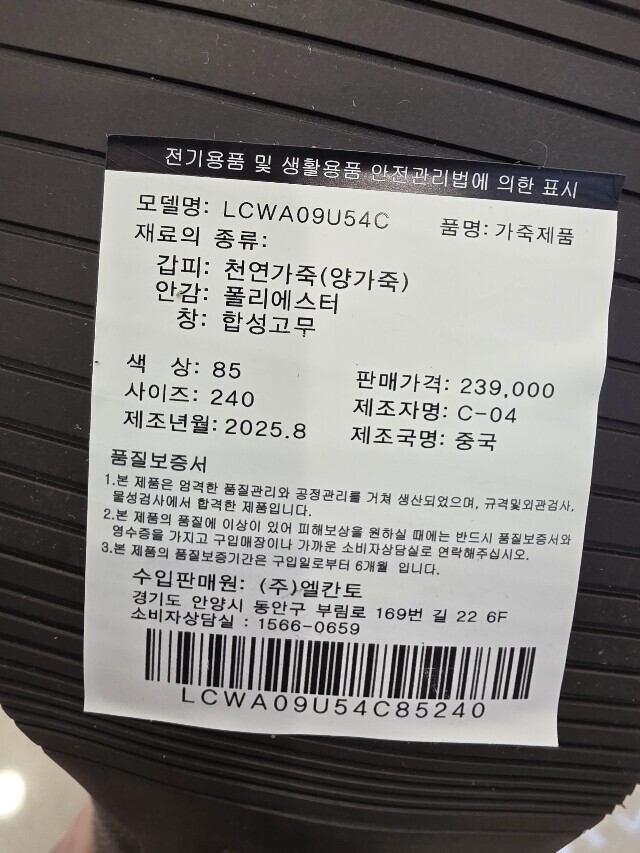 전기용품 및 생활용품 안전관리법에 의한 표시
모델명: LCWA09U54C 품명: 가죽제품
재료의 종류:
갑피: 천연가죽(양가죽)
안감: 폴리에스터
창: 합성고무
색 상: 85 판매가격: 239,000
사이즈: 240 제조자명: C-04
제조년월: 2025.8 제조국명: 중국
품질보증서
1.본 제품은 엄격한 품질관리와 공정관리를 거쳐 생산되었으며, 규격및외관검사,
물성검사에서 합격한 제품입니다.
2.본 제품의 품질에 이상이 있어 피해보상을 원하실 때에는 반드시 품질보증서와
영수증을 가지고 구입매장이나 가까운 소비자상담실로 연락해주십시오.
3.본 제품의 품질보증기간은 구입일로부터 6개월 입니다.
수입판매원: (주)엘칸토
경기도 안양시 동안구 부림로 169번 길 22 6F
소비자상담실 : 1566-0659
LCWA09U54C85240